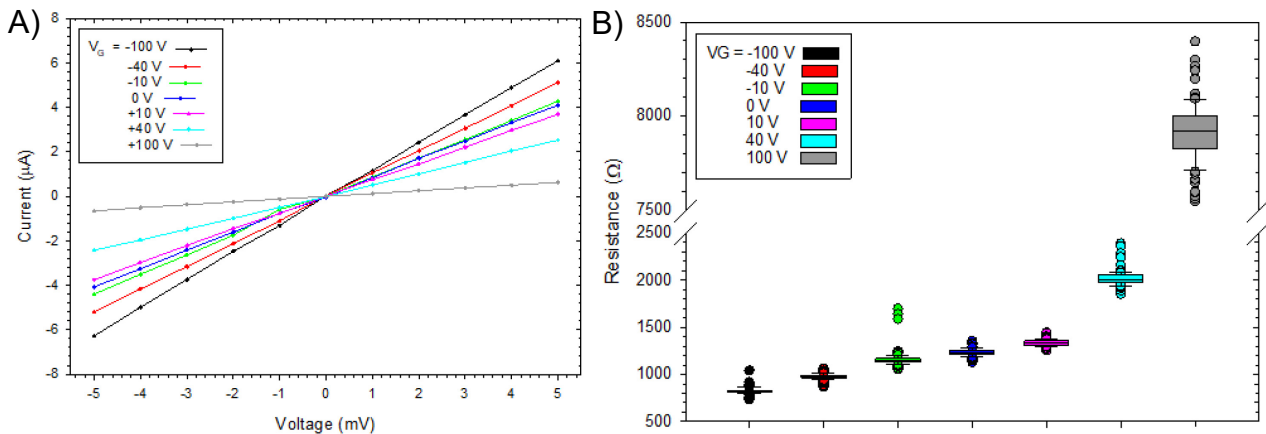 A)
Current (µA)
8
6
4
2
0
-2
-4
-6
-8
V_G = -100 V
-40 V
-10 V
0 V
+10 V
+40 V
+100 V
-5 -4 -3 -2 -1 0 1 2 3 4 5
Voltage (mV)
B)
Resistance (Ω)
8500
8000
7500
2500
2000
1500
1000
500
VG = -100 V
-40 V
-10 V
0 V
10 V
40 V
100 V